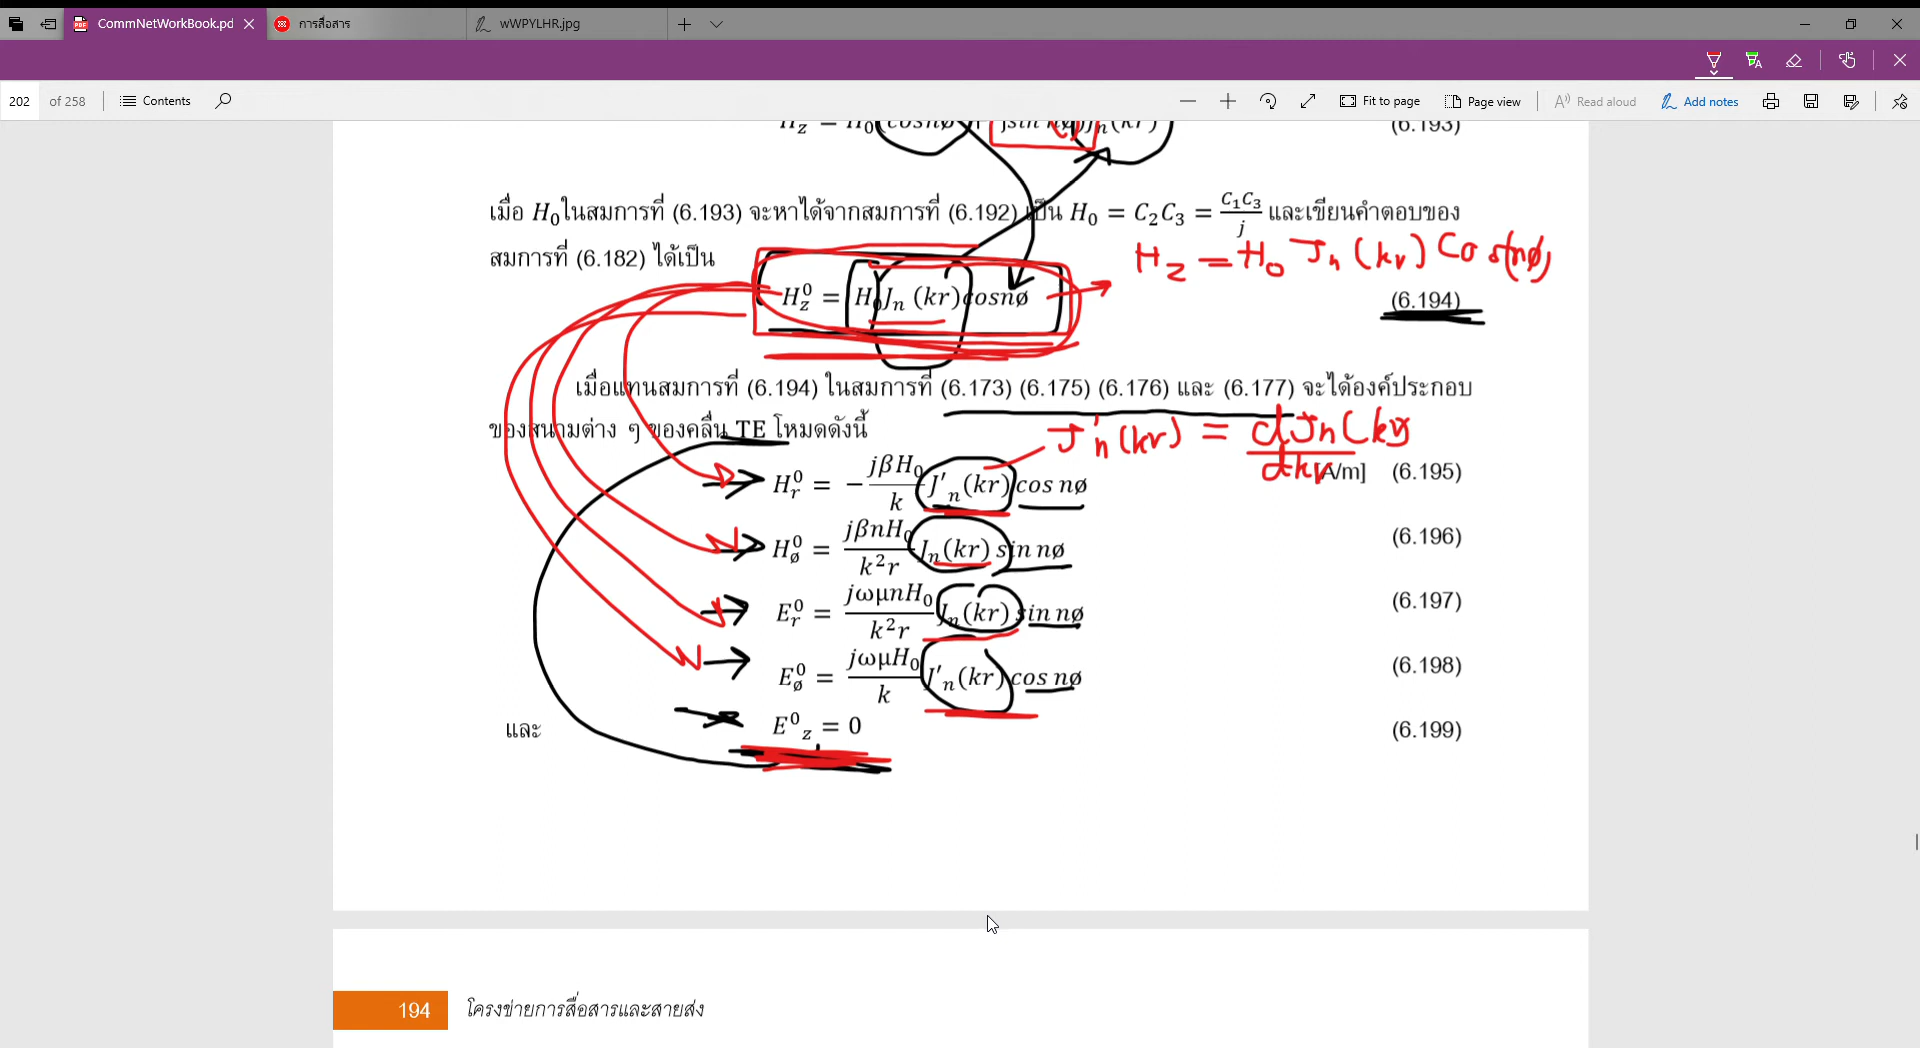 CommNetWorkBook.pd
การสื่อสาร
wWPYLHR.jpg
202 of 258 Contents Fit to page Page view Read aloud Add notes
(6.193)
เมื่อ H₀ในสมการที่ (6.193) จะหาได้จากสมการที่ (6.192) เป็น H₀ = C₂C₃ = C₁C₃/j และเขียนคำตอบของ
สมการที่ (6.182) ได้เป็น
H_z = H₀ Jₙ (kr) Cos(nø)
H_z⁰ = H₀Jₙ (kr)cosnø (6.194)
เมื่อแทนสมการที่ (6.194) ในสมการที่ (6.173) (6.175) (6.176) และ (6.177) จะได้องค์ประกอบ
ของสนามต่าง ๆ ของคลื่น TE โหมดดังนี้
J'ₙ(kr) = dJₙ(kr)/dkr
H_r⁰ = −jβH₀/k J'ₙ(kr)cos nø A/m] (6.195)
H_ø⁰ = jβnH₀/k²r Jₙ(kr) sin nø (6.196)
E_r⁰ = jωμnH₀/k²r Jₙ(kr)sin nø (6.197)
E_ø⁰ = jωμH₀/k J'ₙ(kr)cos nø (6.198)
และ E⁰_z = 0 (6.199)
194 โครงข่ายการสื่อสารและสายส่ง